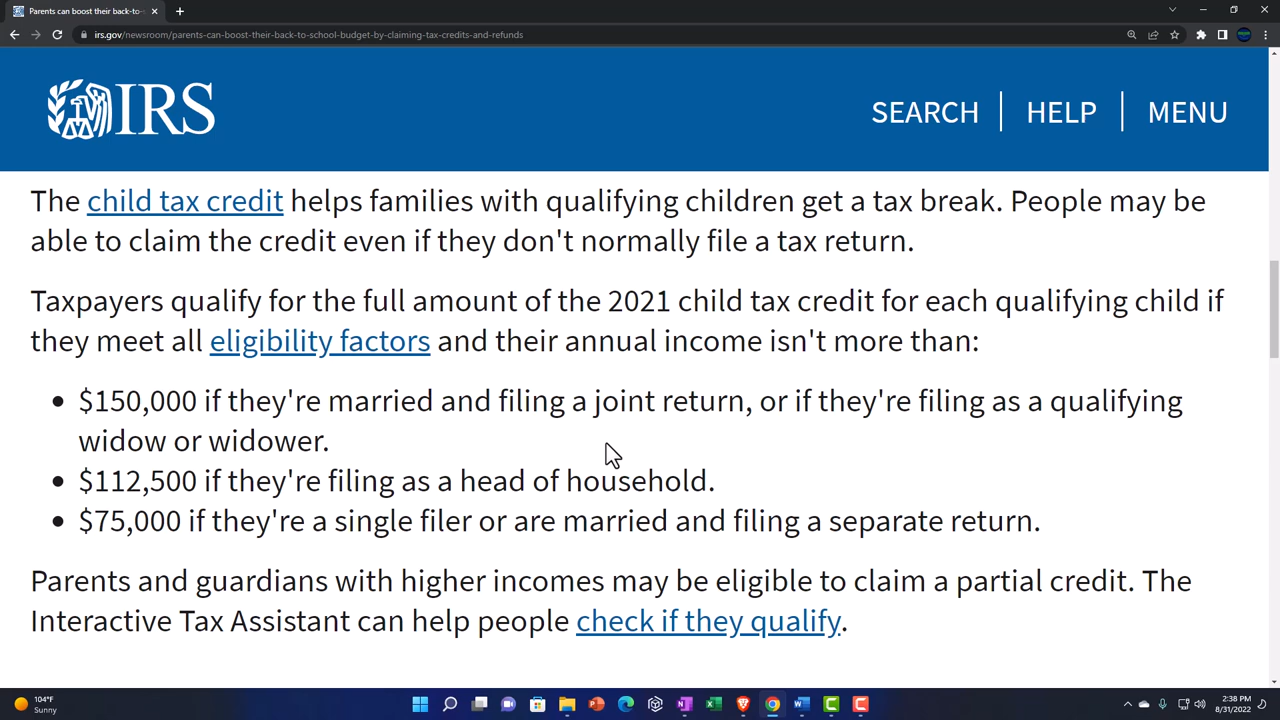 Parents can boost their back-to-s
irs.gov/newsroom/parents-can-boost-their-back-to-school-budget-by-claiming-tax-credits-and-refunds
IRS
SEARCH | HELP | MENU
The child tax credit helps families with qualifying children get a tax break. People may be
able to claim the credit even if they don't normally file a tax return.
Taxpayers qualify for the full amount of the 2021 child tax credit for each qualifying child if
they meet all eligibility factors and their annual income isn't more than:
• $150,000 if they're married and filing a joint return, or if they're filing as a qualifying
widow or widower.
• $112,500 if they're filing as a head of household.
• $75,000 if they're a single filer or are married and filing a separate return.
Parents and guardians with higher incomes may be eligible to claim a partial credit. The
Interactive Tax Assistant can help people check if they qualify.
104°F
Sunny
2:38 PM
8/31/2022